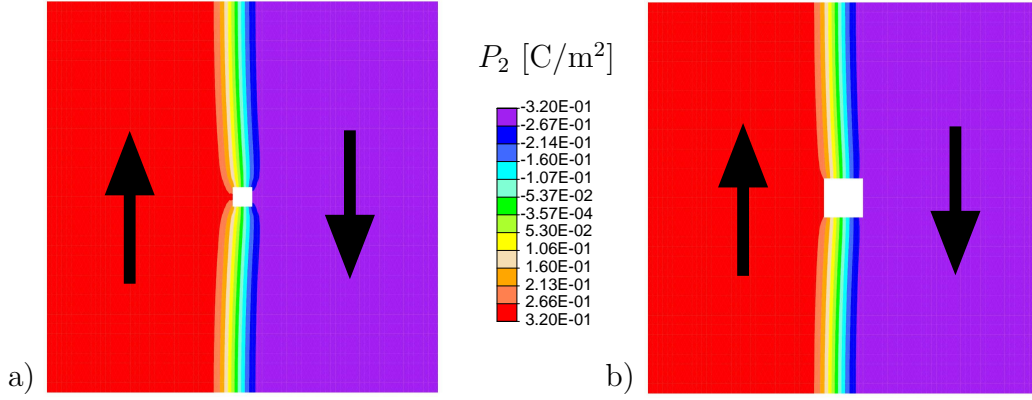 P₂ [C/m²]
-3.20E-01
-2.67E-01
-2.14E-01
-1.60E-01
-1.07E-01
-5.37E-02
-3.57E-04
5.30E-02
1.06E-01
1.60E-01
2.13E-01
2.66E-01
3.20E-01
a)
b)